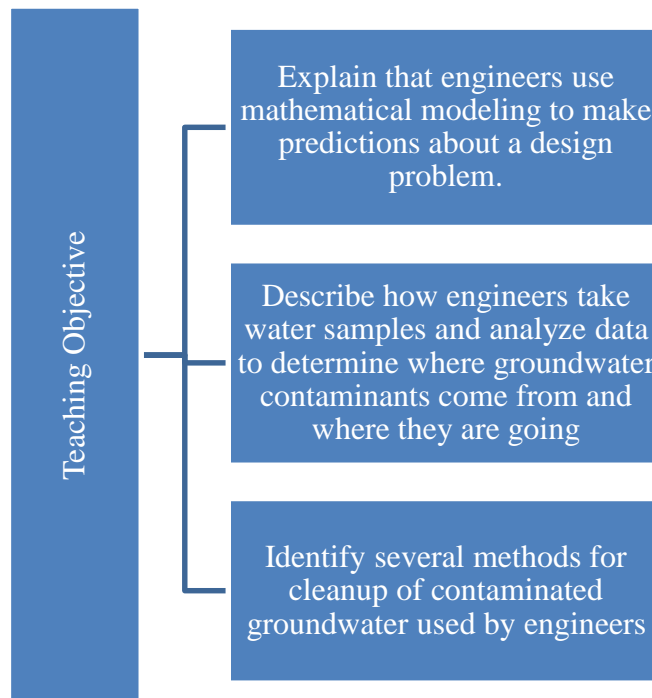 Teaching Objective
Explain that engineers use
mathematical modeling to make
predictions about a design
problem.
Describe how engineers take
water samples and analyze data
to determine where groundwater
contaminants come from and
where they are going
Identify several methods for
cleanup of contaminated
groundwater used by engineers